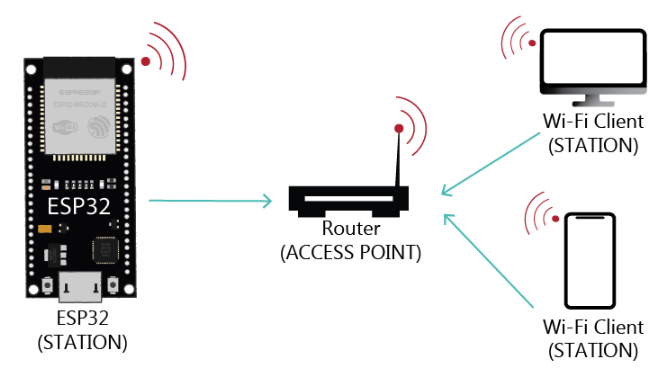 ESP32
ESP32
(STATION)
Router
(ACCESS POINT)
Wi-Fi Client
(STATION)
Wi-Fi Client
(STATION)